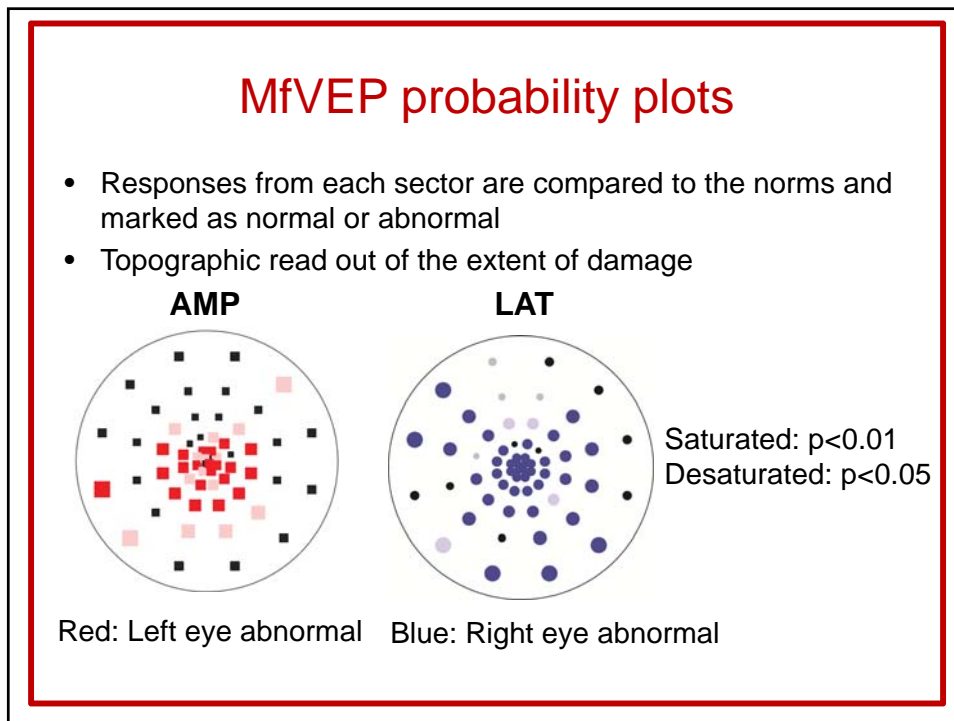 MfVEP probability plots
• Responses from each sector are compared to the norms and
marked as normal or abnormal
• Topographic read out of the extent of damage
AMP
LAT
Saturated: p<0.01
Desaturated: p<0.05
Red: Left eye abnormal
Blue: Right eye abnormal